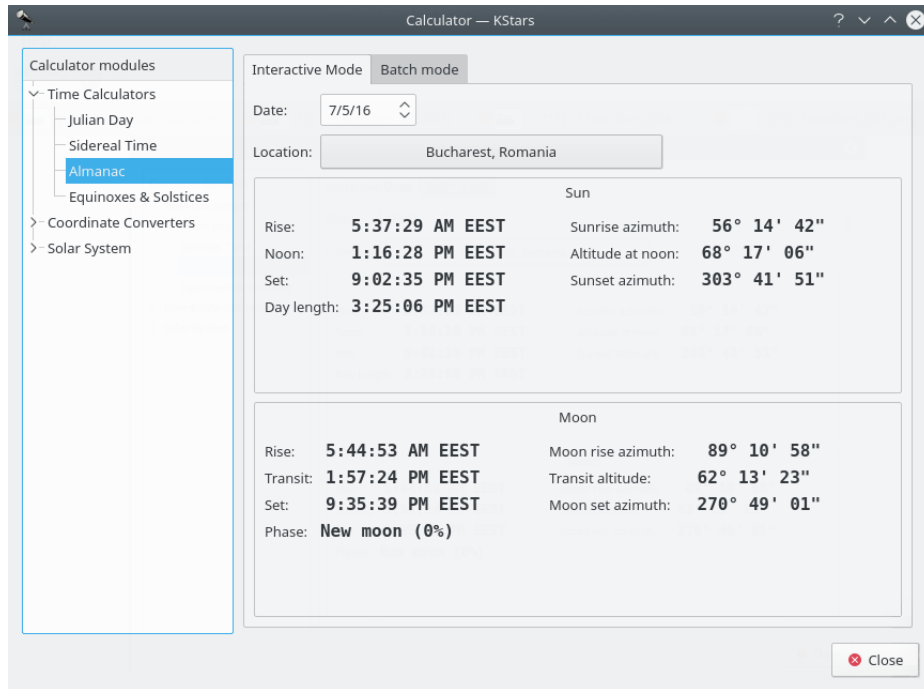 Calculator — KStars
Calculator modules
Time Calculators
Julian Day
Sidereal Time
Almanac
Equinoxes & Solstices
Coordinate Converters
Solar System
Interactive Mode Batch mode
Date: 7/5/16
Location: Bucharest, Romania
Sun
Rise: 5:37:29 AM EEST Sunrise azimuth: 56° 14' 42"
Noon: 1:16:28 PM EEST Altitude at noon: 68° 17' 06"
Set: 9:02:35 PM EEST Sunset azimuth: 303° 41' 51"
Day length: 3:25:06 PM EEST
Moon
Rise: 5:44:53 AM EEST Moon rise azimuth: 89° 10' 58"
Transit: 1:57:24 PM EEST Transit altitude: 62° 13' 23"
Set: 9:35:39 PM EEST Moon set azimuth: 270° 49' 01"
Phase: New moon (0%)
Close